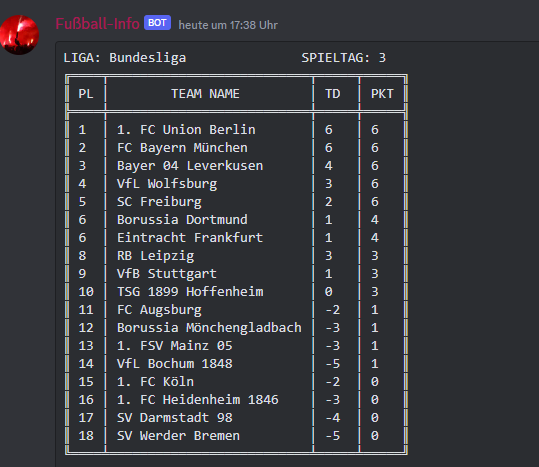 Fußball-Info BOT heute um 17:38 Uhr
LIGA: Bundesliga SPIELTAG: 3
PL TEAM NAME TD PKT
1 1. FC Union Berlin 6 6
2 FC Bayern München 6 6
3 Bayer 04 Leverkusen 4 6
4 VfL Wolfsburg 3 6
5 SC Freiburg 2 6
6 Borussia Dortmund 1 4
6 Eintracht Frankfurt 1 4
8 RB Leipzig 3 3
9 VfB Stuttgart 1 3
10 TSG 1899 Hoffenheim 0 3
11 FC Augsburg -2 1
12 Borussia Mönchengladbach -3 1
13 1. FSV Mainz 05 -3 1
14 VfL Bochum 1848 -5 1
15 1. FC Köln -2 0
16 1. FC Heidenheim 1846 -3 0
17 SV Darmstadt 98 -4 0
18 SV Werder Bremen -5 0